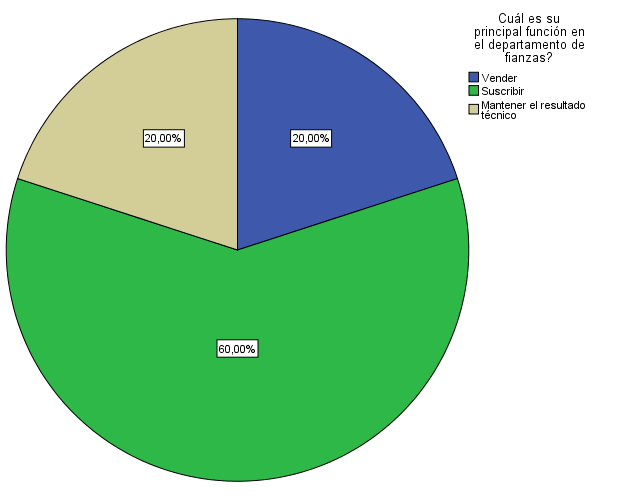 Cuál es su
principal función en
el departamento de
fianzas?
Vender
Suscribir
Mantener el resultado
técnico
20,00%
20,00%
60,00%